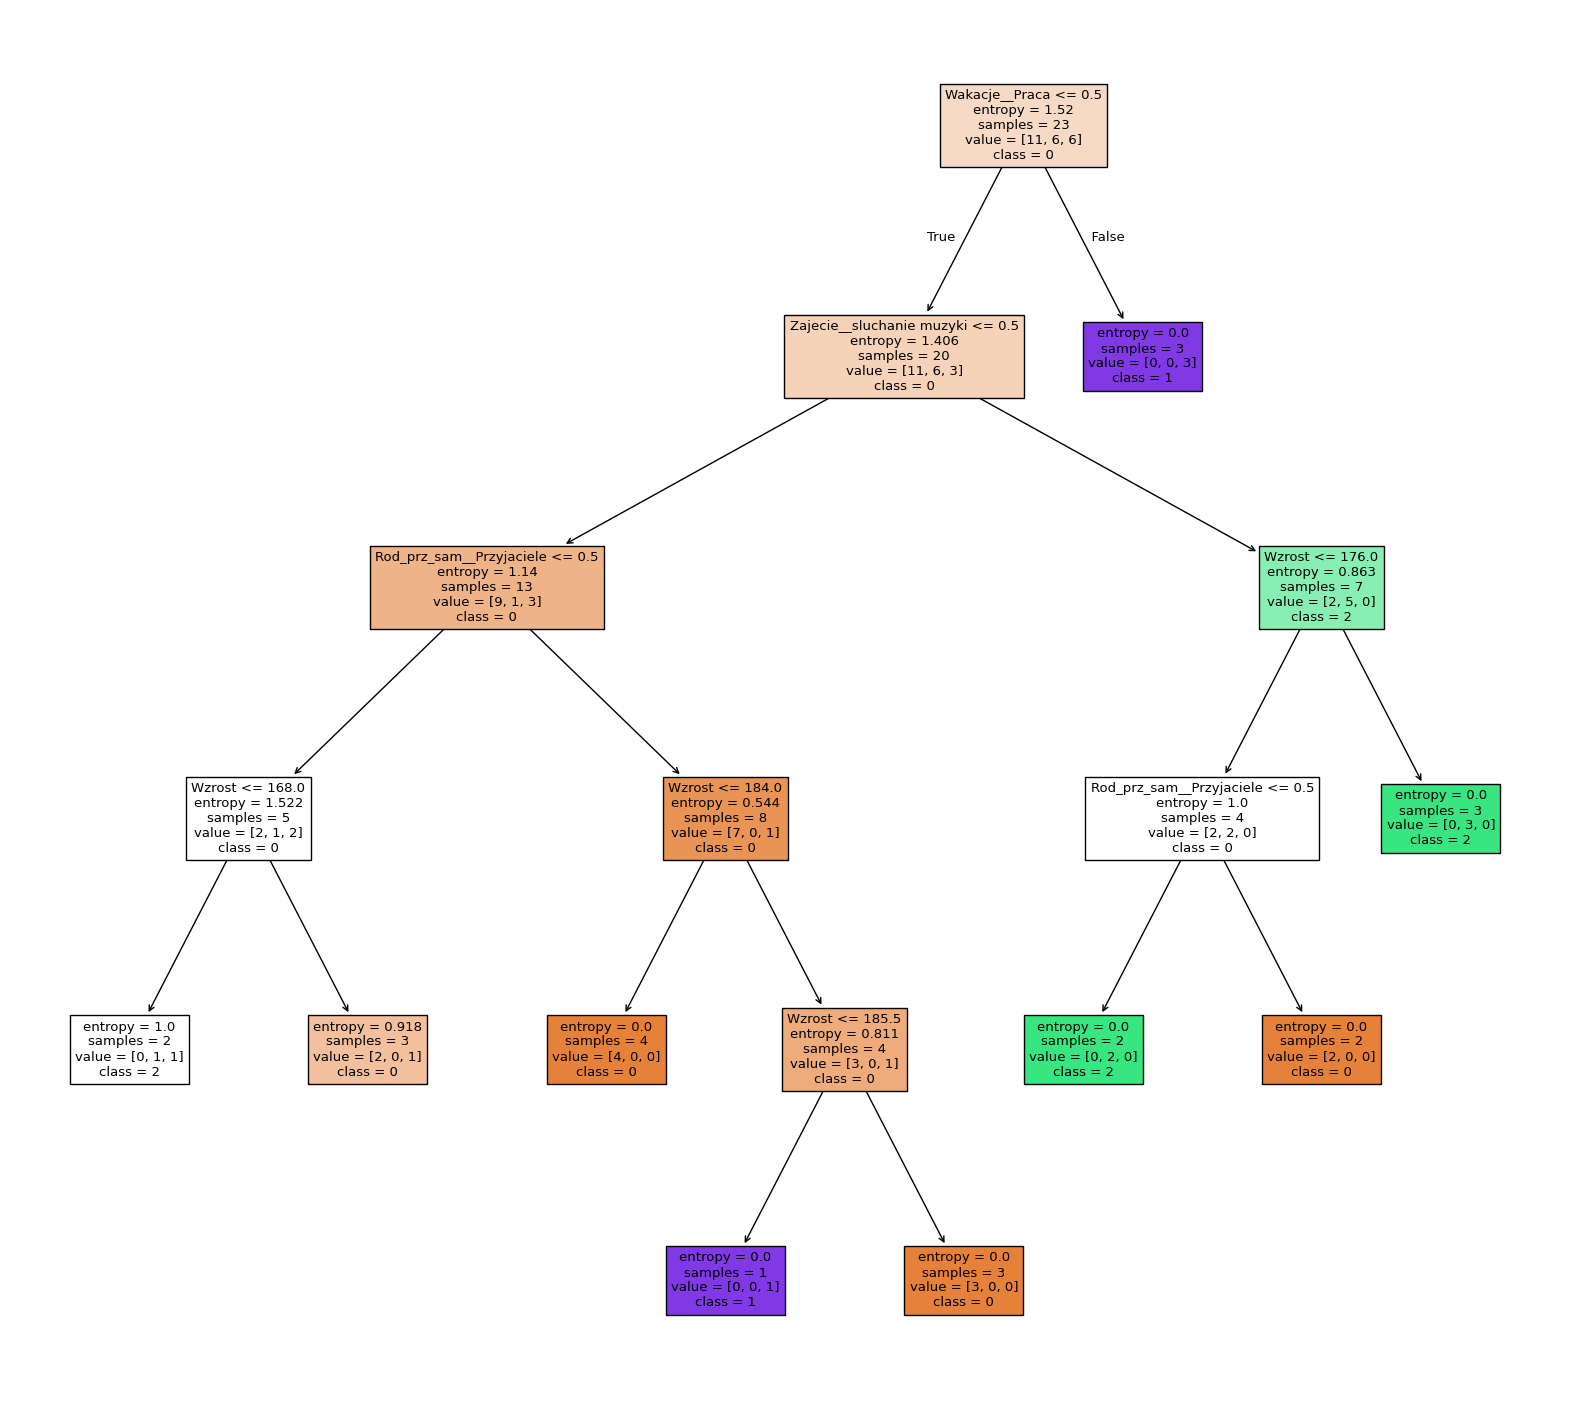 Wakacje__Praca <= 0.5
entropy = 1.52
samples = 23
value = [11, 6, 6]
class = 0
True
False
Zajecie__sluchanie muzyki <= 0.5
entropy = 1.406
samples = 20
value = [11, 6, 3]
class = 0
entropy = 0.0
samples = 3
value = [0, 0, 3]
class = 1
Rod_prz_sam__Przyjaciele <= 0.5
entropy = 1.14
samples = 13
value = [9, 1, 3]
class = 0
Wzrost <= 176.0
entropy = 0.863
samples = 7
value = [2, 5, 0]
class = 2
Wzrost <= 168.0
entropy = 1.522
samples = 5
value = [2, 1, 2]
class = 0
Wzrost <= 184.0
entropy = 0.544
samples = 8
value = [7, 0, 1]
class = 0
Rod_prz_sam__Przyjaciele <= 0.5
entropy = 1.0
samples = 4
value = [2, 2, 0]
class = 0
entropy = 0.0
samples = 3
value = [0, 3, 0]
class = 2
entropy = 1.0
samples = 2
value = [0, 1, 1]
class = 2
entropy = 0.918
samples = 3
value = [2, 0, 1]
class = 0
entropy = 0.0
samples = 4
value = [4, 0, 0]
class = 0
Wzrost <= 185.5
entropy = 0.811
samples = 4
value = [3, 0, 1]
class = 0
entropy = 0.0
samples = 2
value = [0, 2, 0]
class = 2
entropy = 0.0
samples = 2
value = [2, 0, 0]
class = 0
entropy = 0.0
samples = 1
value = [0, 0, 1]
class = 1
entropy = 0.0
samples = 3
value = [3, 0, 0]
class = 0